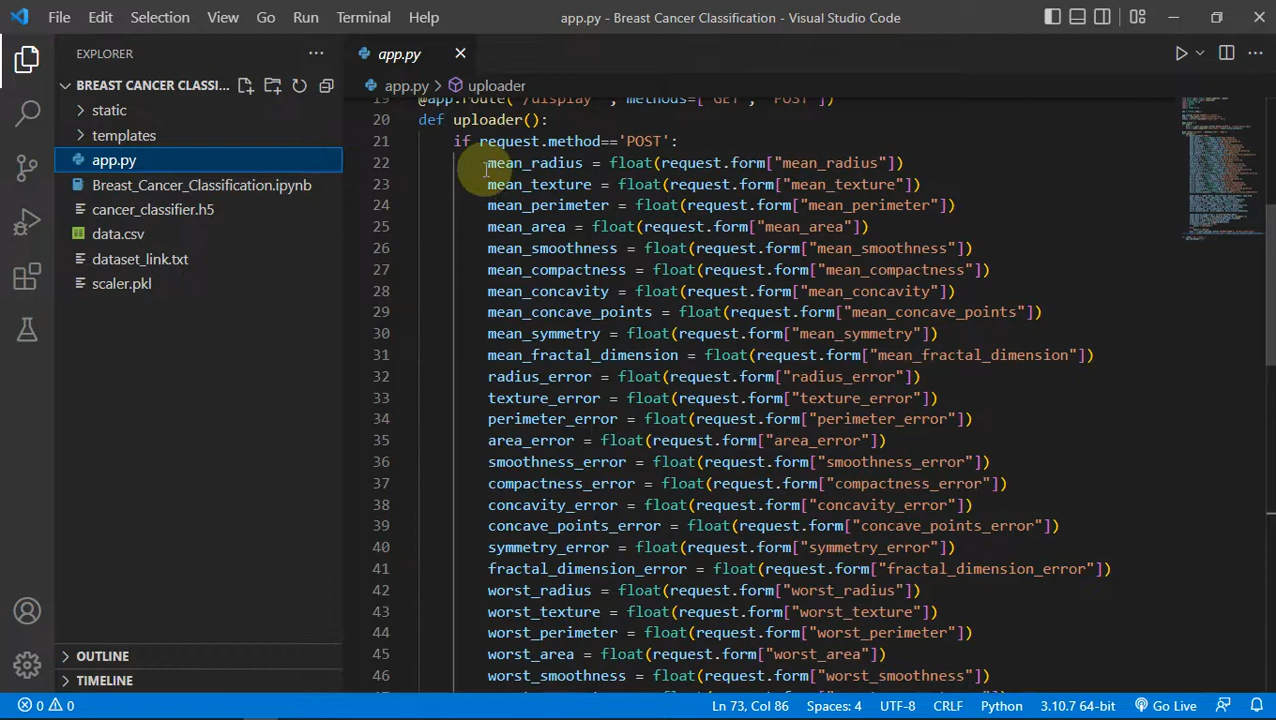 File Edit Selection View Go Run Terminal Help
app.py - Breast Cancer Classification - Visual Studio Code
EXPLORER
BREAST CANCER CLASSI...
static
templates
app.py
Breast_Cancer_Classification.ipynb
cancer_classifier.h5
data.csv
dataset_link.txt
scaler.pkl
OUTLINE
TIMELINE
app.py
app.py > uploader
19 @app.route("/display" , methods=["GET", "POST"])
20 def uploader():
21 if request.method=='POST':
22 mean_radius = float(request.form["mean_radius"])
23 mean_texture = float(request.form["mean_texture"])
24 mean_perimeter = float(request.form["mean_perimeter"])
25 mean_area = float(request.form["mean_area"])
26 mean_smoothness = float(request.form["mean_smoothness"])
27 mean_compactness = float(request.form["mean_compactness"])
28 mean_concavity = float(request.form["mean_concavity"])
29 mean_concave_points = float(request.form["mean_concave_points"])
30 mean_symmetry = float(request.form["mean_symmetry"])
31 mean_fractal_dimension = float(request.form["mean_fractal_dimension"])
32 radius_error = float(request.form["radius_error"])
33 texture_error = float(request.form["texture_error"])
34 perimeter_error = float(request.form["perimeter_error"])
35 area_error = float(request.form["area_error"])
36 smoothness_error = float(request.form["smoothness_error"])
37 compactness_error = float(request.form["compactness_error"])
38 concavity_error = float(request.form["concavity_error"])
39 concave_points_error = float(request.form["concave_points_error"])
40 symmetry_error = float(request.form["symmetry_error"])
41 fractal_dimension_error = float(request.form["fractal_dimension_error"])
42 worst_radius = float(request.form["worst_radius"])
43 worst_texture = float(request.form["worst_texture"])
44 worst_perimeter = float(request.form["worst_perimeter"])
45 worst_area = float(request.form["worst_area"])
46 worst_smoothness = float(request.form["worst_smoothness"])
0 0 Ln 73, Col 86 Spaces: 4 UTF-8 CRLF Python 3.10.7 64-bit Go Live